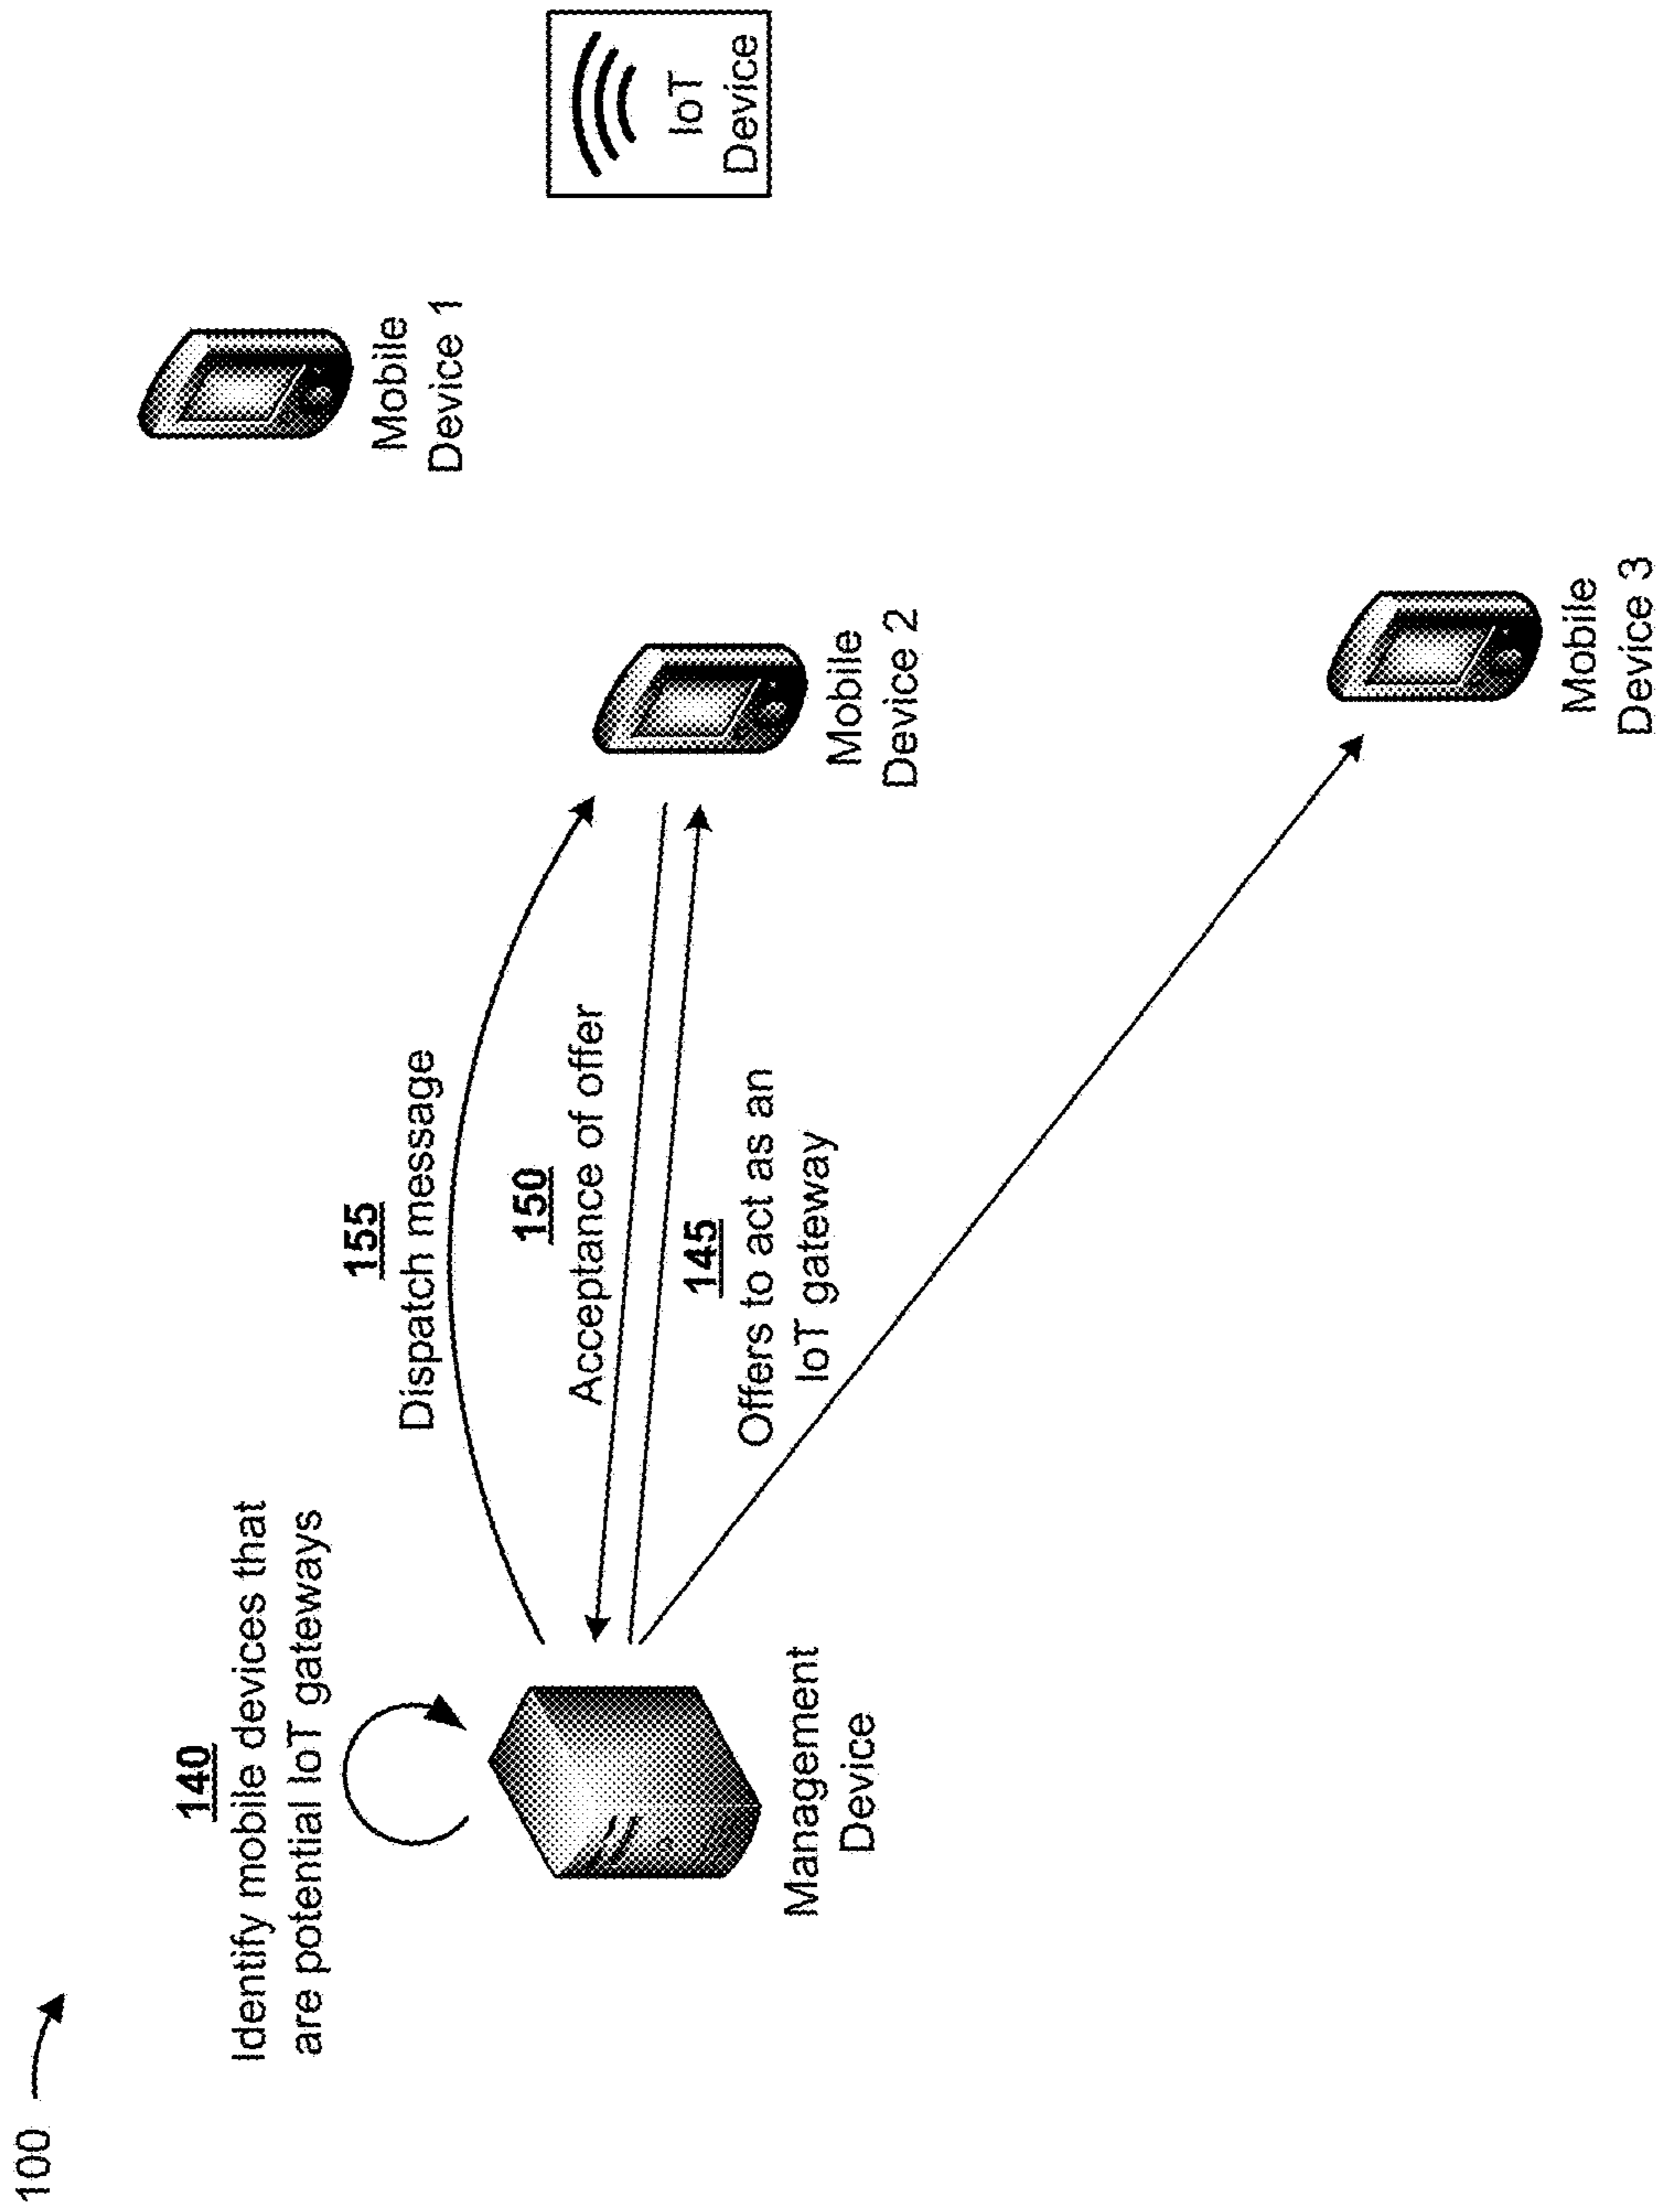 100
140
Identify mobile devices that
are potential IoT gateways
155
Dispatch message
150
Acceptance of offer
145
Offers to act as an
IoT gateway
Management
Device
Mobile
Device 1
Mobile
Device 2
Mobile
Device 3
IoT
Device